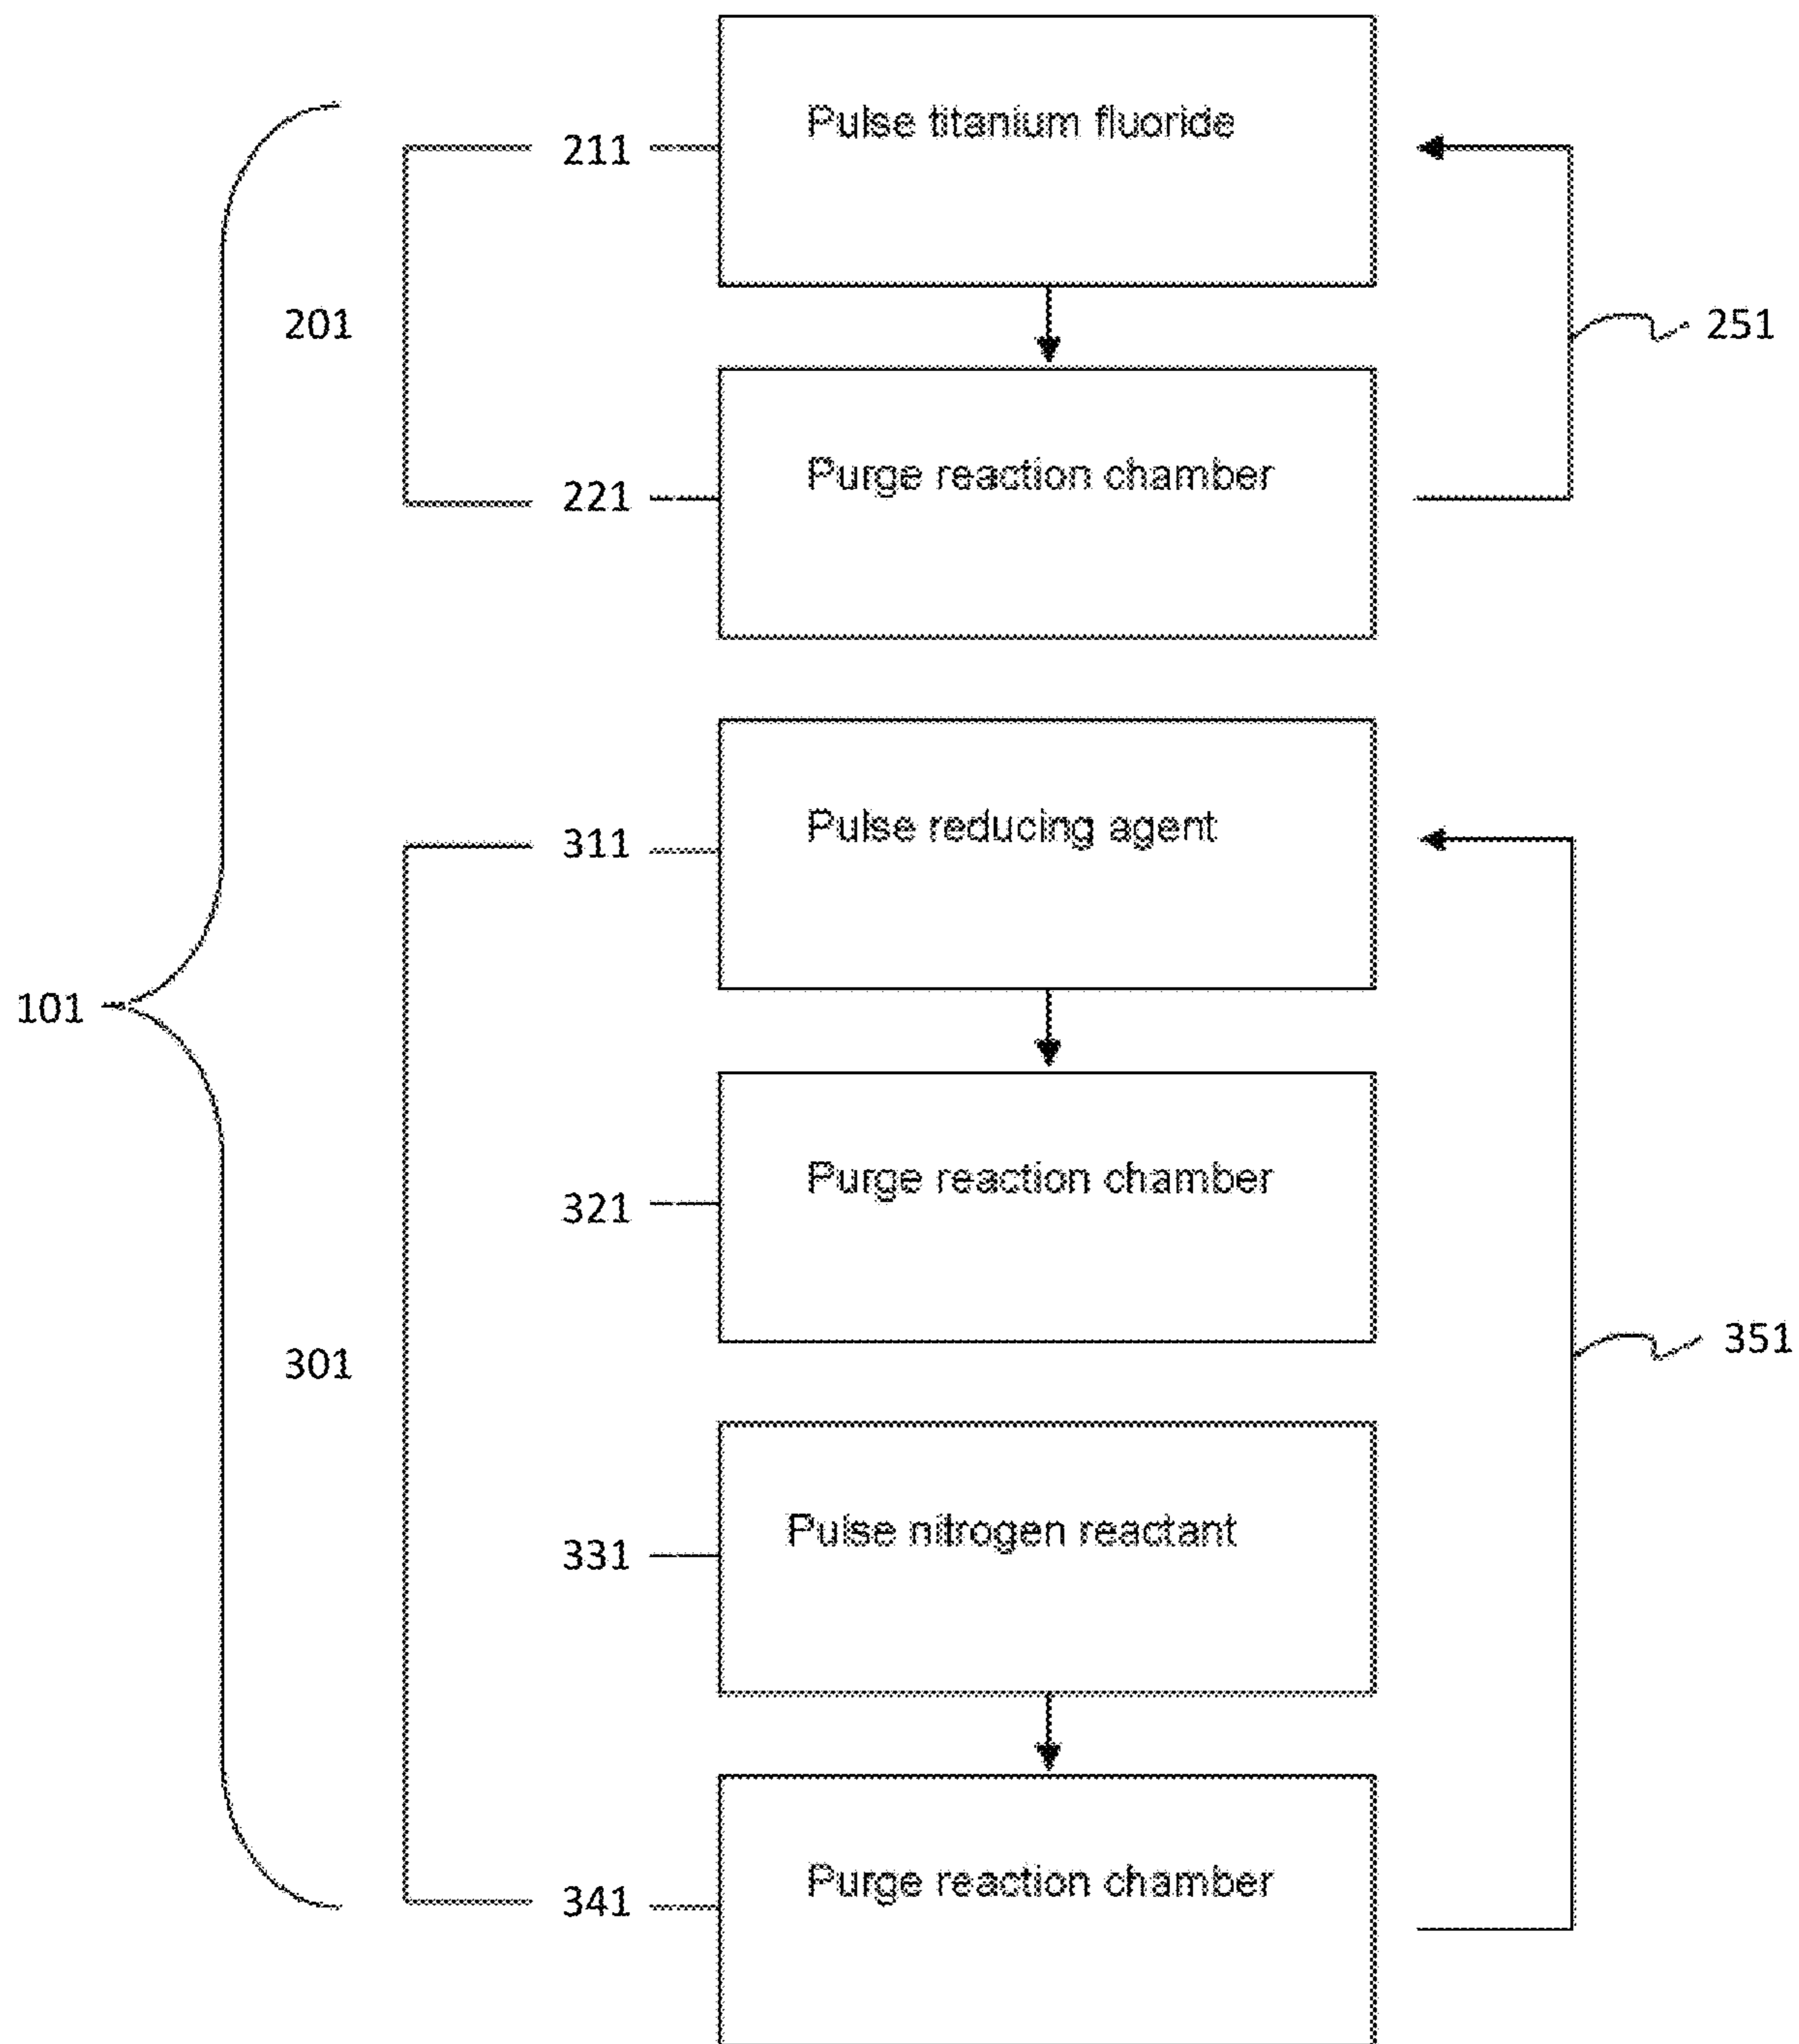 Pulse titanium fluoride
211
201
251
Purge reaction chamber
221
Pulse reducing agent
311
101
Purge reaction chamber
321
351
301
Pulse nitrogen reactant
331
Purge reaction chamber
341